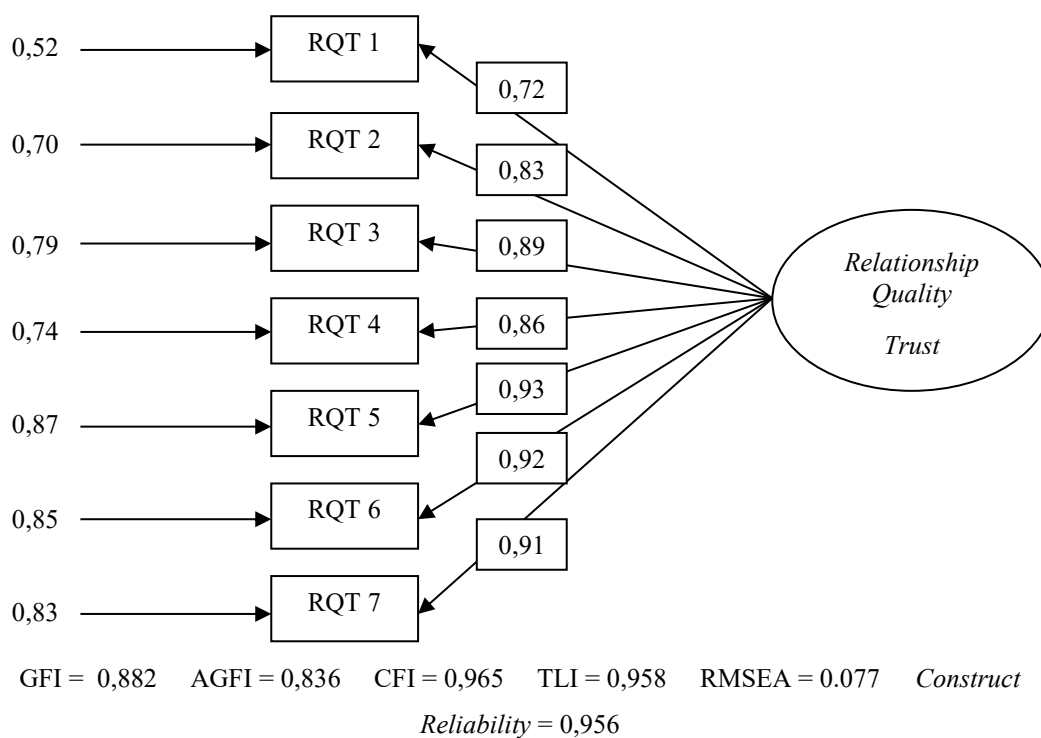 0,52
RQT 1
0,72
0,70
RQT 2
0,83
0,79
RQT 3
0,89
Relationship
Quality
Trust
0,74
RQT 4
0,86
0,87
RQT 5
0,93
0,92
0,85
RQT 6
0,91
0,83
RQT 7
GFI = 0,882 AGFI = 0,836 CFI = 0,965 TLI = 0,958 RMSEA = 0.077 Construct
Reliability = 0,956